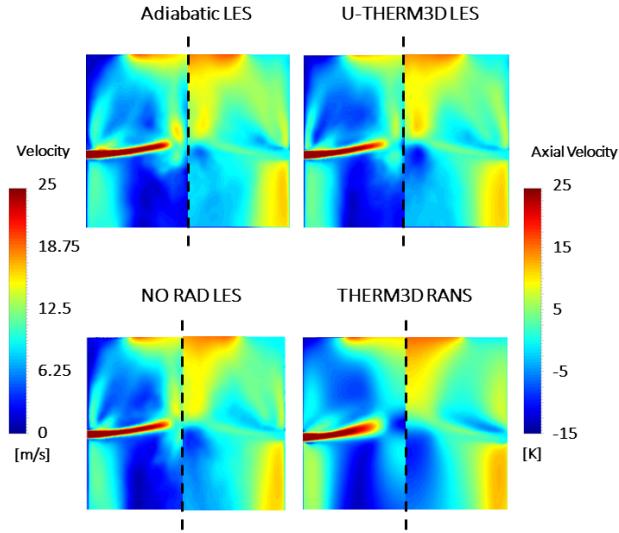 Adiabatic LES
U-THERM3D LES
Velocity
Axial Velocity
25
18.75
12.5
6.25
0
[m/s]
25
15
5
-5
-15
[K]
NO RAD LES
THERM3D RANS